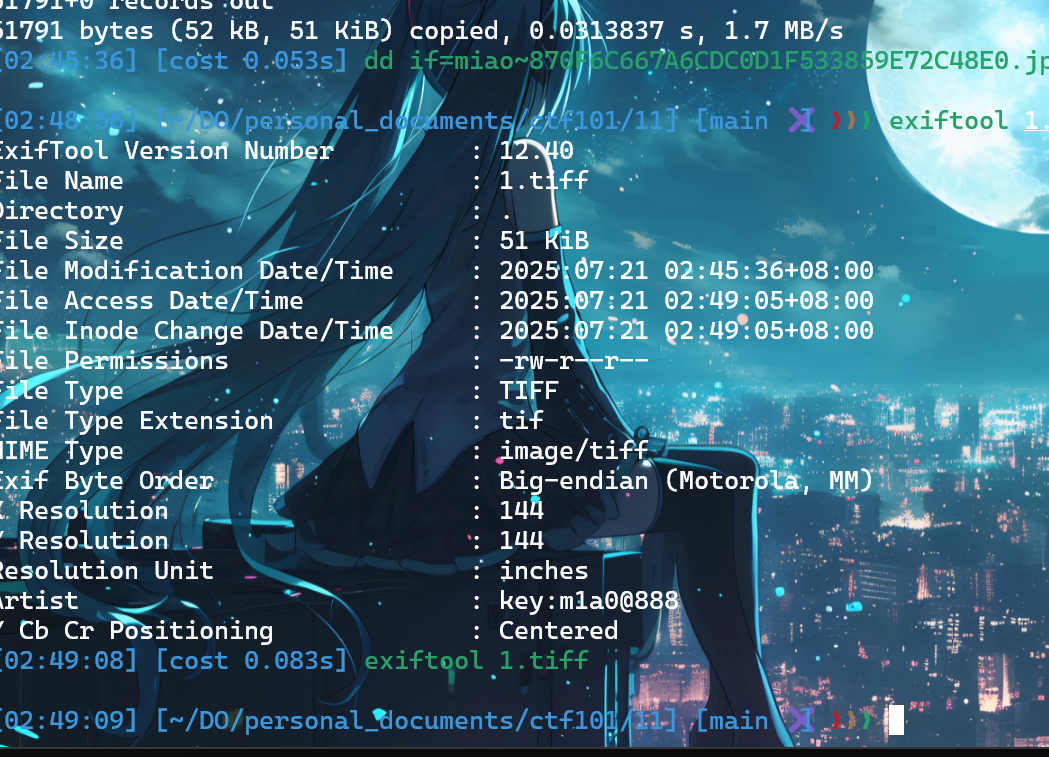 51791+0 records out
51791 bytes (52 kB, 51 KiB) copied, 0.0313837 s, 1.7 MB/s
[02:45:36] [cost 0.053s] dd if=miao~870F6C667A6CDC0D1F533859E72C48E0.jp
[02:48:56] [~/DO/personal_documents/ctf101/11] [main ] ❯❯❯ exiftool 1.
ExifTool Version Number : 12.40
File Name : 1.tiff
Directory : .
File Size : 51 KiB
File Modification Date/Time : 2025:07:21 02:45:36+08:00
File Access Date/Time : 2025:07:21 02:49:05+08:00
File Inode Change Date/Time : 2025:07:21 02:49:05+08:00
File Permissions : -rw-r--r--
File Type : TIFF
File Type Extension : tif
MIME Type : image/tiff
Exif Byte Order : Big-endian (Motorola, MM)
X Resolution : 144
Y Resolution : 144
Resolution Unit : inches
Artist : key:m1a0@888
Y Cb Cr Positioning : Centered
[02:49:08] [cost 0.083s] exiftool 1.tiff
[02:49:09] [~/DO/personal_documents/ctf101/11] [main ] ❯❯❯